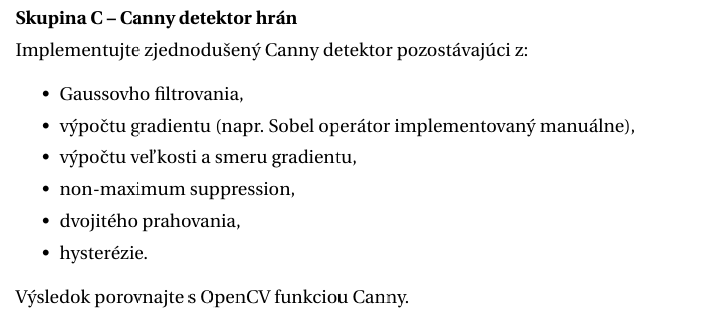 Skupina C – Canny detektor hrán
Implementujte zjednodušený Canny detektor pozostávajúci z:
• Gaussovho filtrovania,
• výpočtu gradientu (napr. Sobel operátor implementovaný manuálne),
• výpočtu veľkosti a smeru gradientu,
• non-maximum suppression,
• dvojitého prahovania,
• hysterézie.
Výsledok porovnajte s OpenCV funkciou Canny.